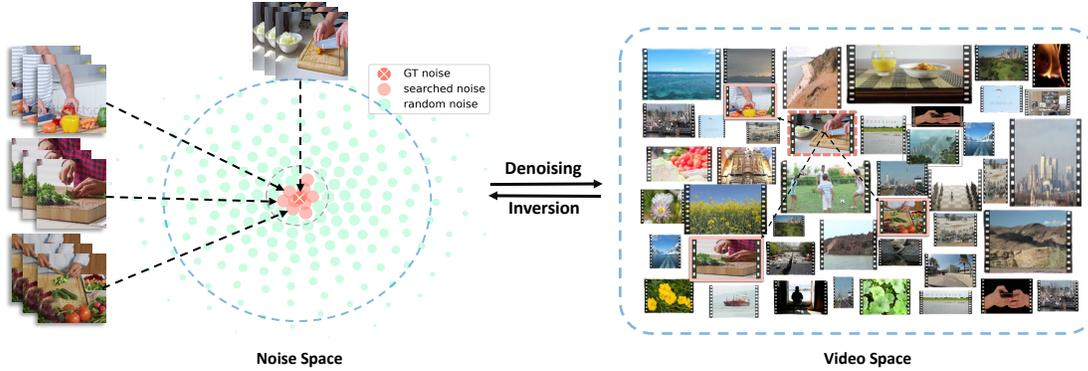 GT noise
searched noise
random noise
Denoising
Inversion
Noise Space
Video Space